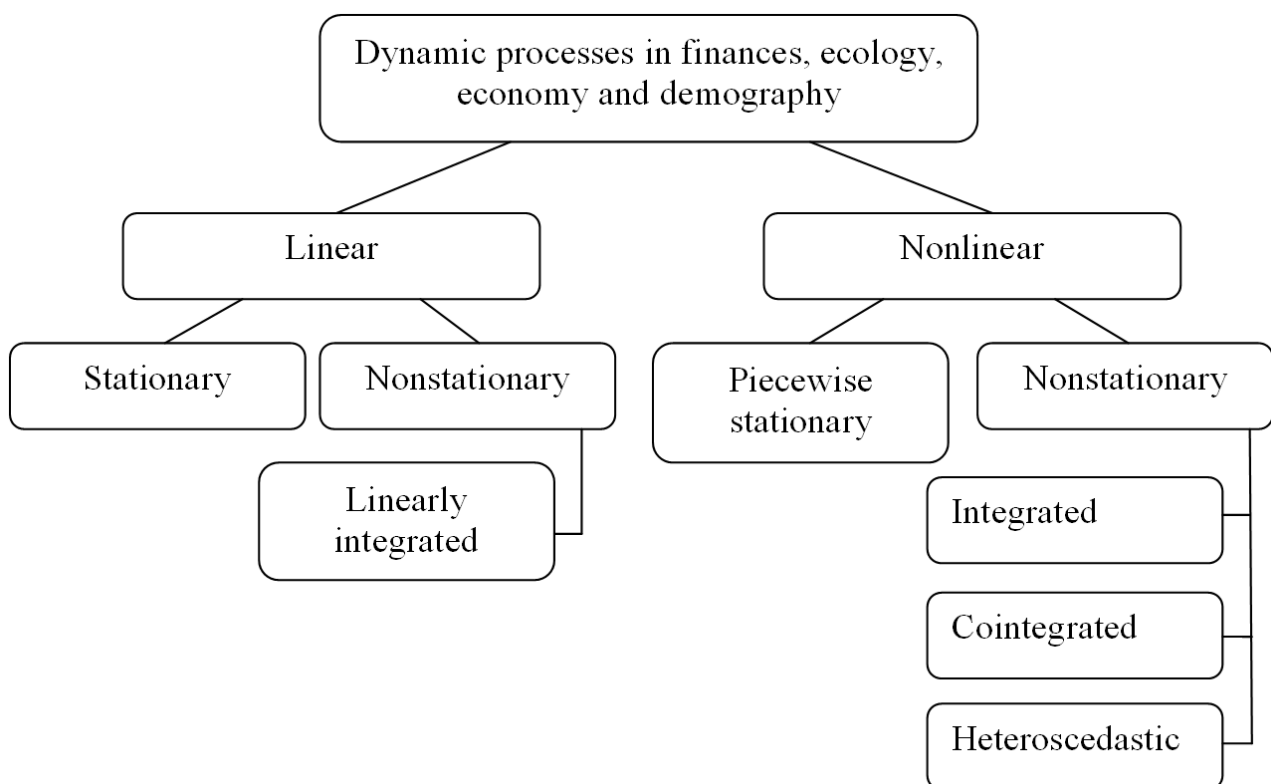 Dynamic processes in finances, ecology,
economy and demography
Linear
Nonlinear
Stationary
Nonstationary
Piecewise
stationary
Nonstationary
Linearly
integrated
Integrated
Cointegrated
Heteroscedastic